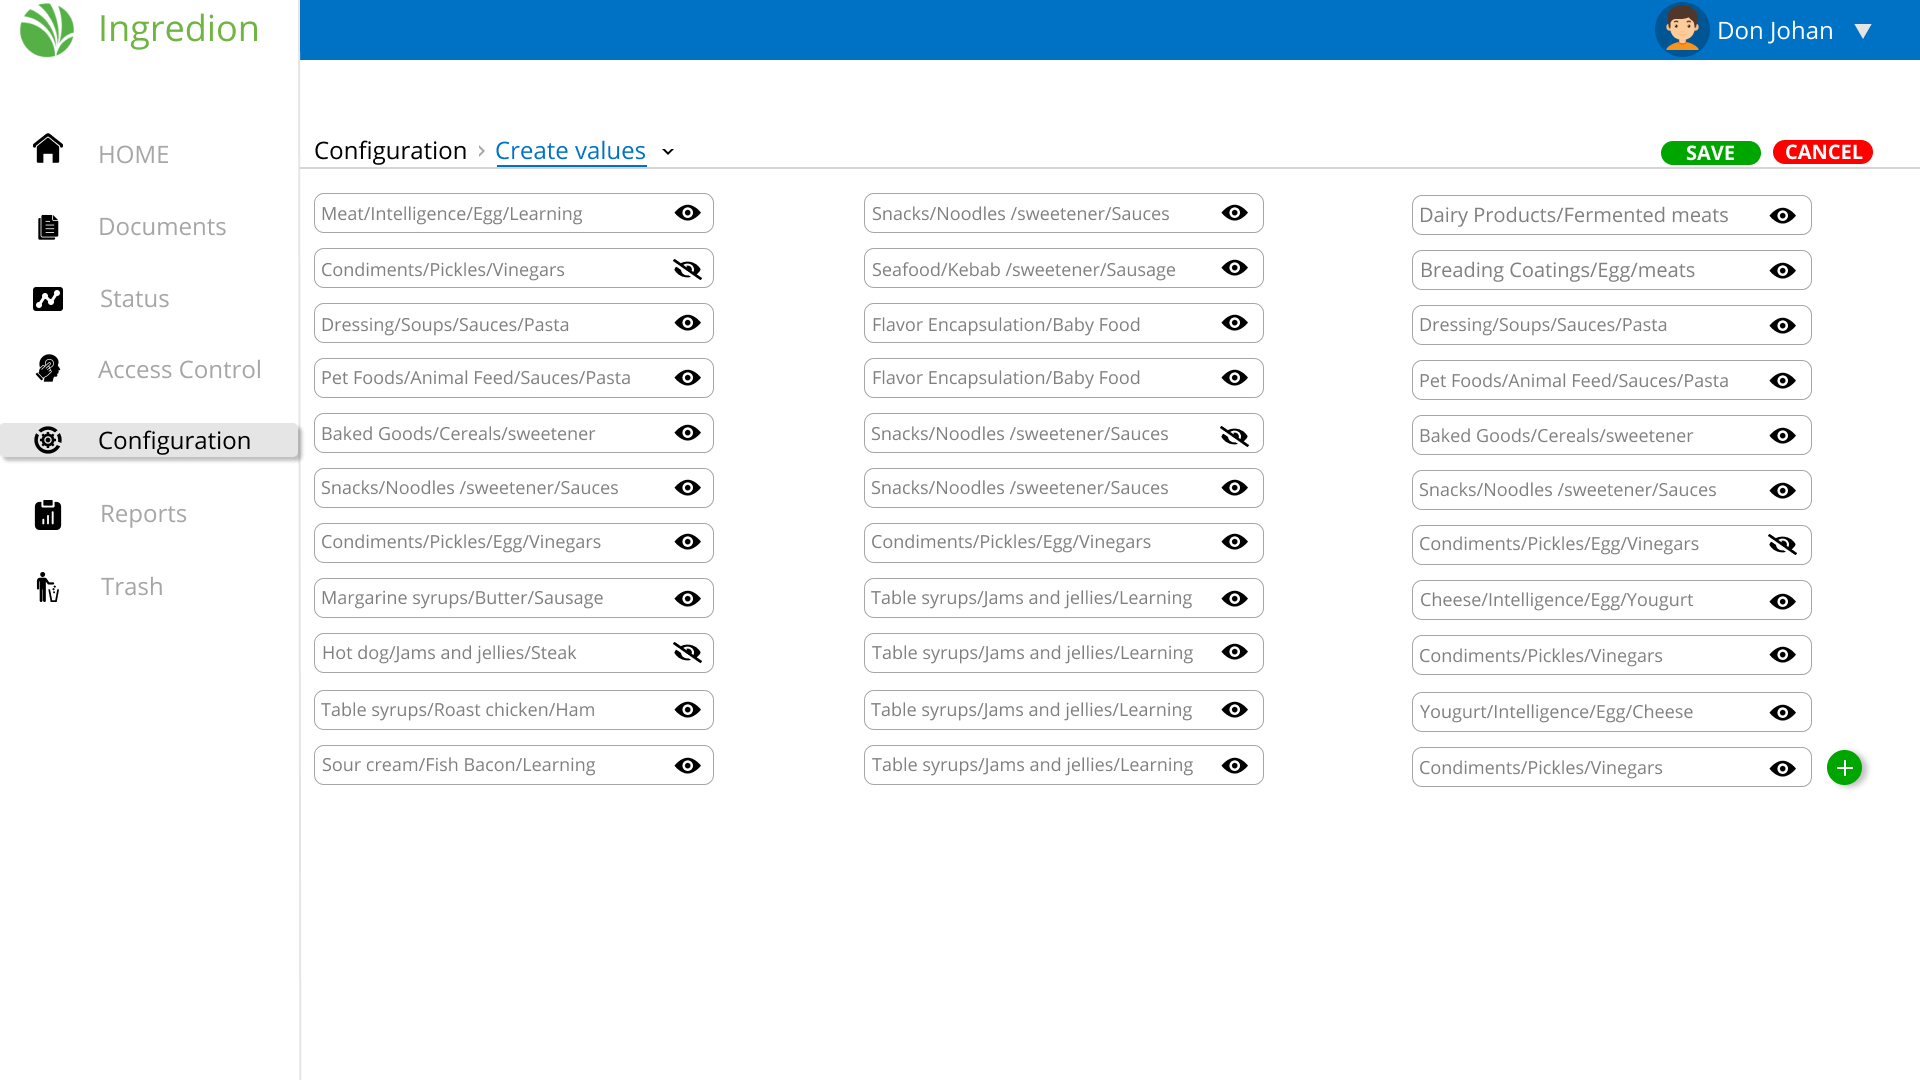 Ingredion
Don Johan
HOME
Documents
Status
Access Control
Configuration
Reports
Trash
Configuration › Create values
SAVE
CANCEL
Meat/Intelligence/Egg/Learning
Condiments/Pickles/Vinegars
Dressing/Soups/Sauces/Pasta
Pet Foods/Animal Feed/Sauces/Pasta
Baked Goods/Cereals/sweetener
Snacks/Noodles /sweetener/Sauces
Condiments/Pickles/Egg/Vinegars
Margarine syrups/Butter/Sausage
Hot dog/Jams and jellies/Steak
Table syrups/Roast chicken/Ham
Sour cream/Fish Bacon/Learning
Snacks/Noodles /sweetener/Sauces
Seafood/Kebab /sweetener/Sausage
Flavor Encapsulation/Baby Food
Flavor Encapsulation/Baby Food
Snacks/Noodles /sweetener/Sauces
Snacks/Noodles /sweetener/Sauces
Condiments/Pickles/Egg/Vinegars
Table syrups/Jams and jellies/Learning
Table syrups/Jams and jellies/Learning
Table syrups/Jams and jellies/Learning
Table syrups/Jams and jellies/Learning
Dairy Products/Fermented meats
Breading Coatings/Egg/meats
Dressing/Soups/Sauces/Pasta
Pet Foods/Animal Feed/Sauces/Pasta
Baked Goods/Cereals/sweetener
Snacks/Noodles /sweetener/Sauces
Condiments/Pickles/Egg/Vinegars
Cheese/Intelligence/Egg/Yougurt
Condiments/Pickles/Vinegars
Yougurt/Intelligence/Egg/Cheese
Condiments/Pickles/Vinegars